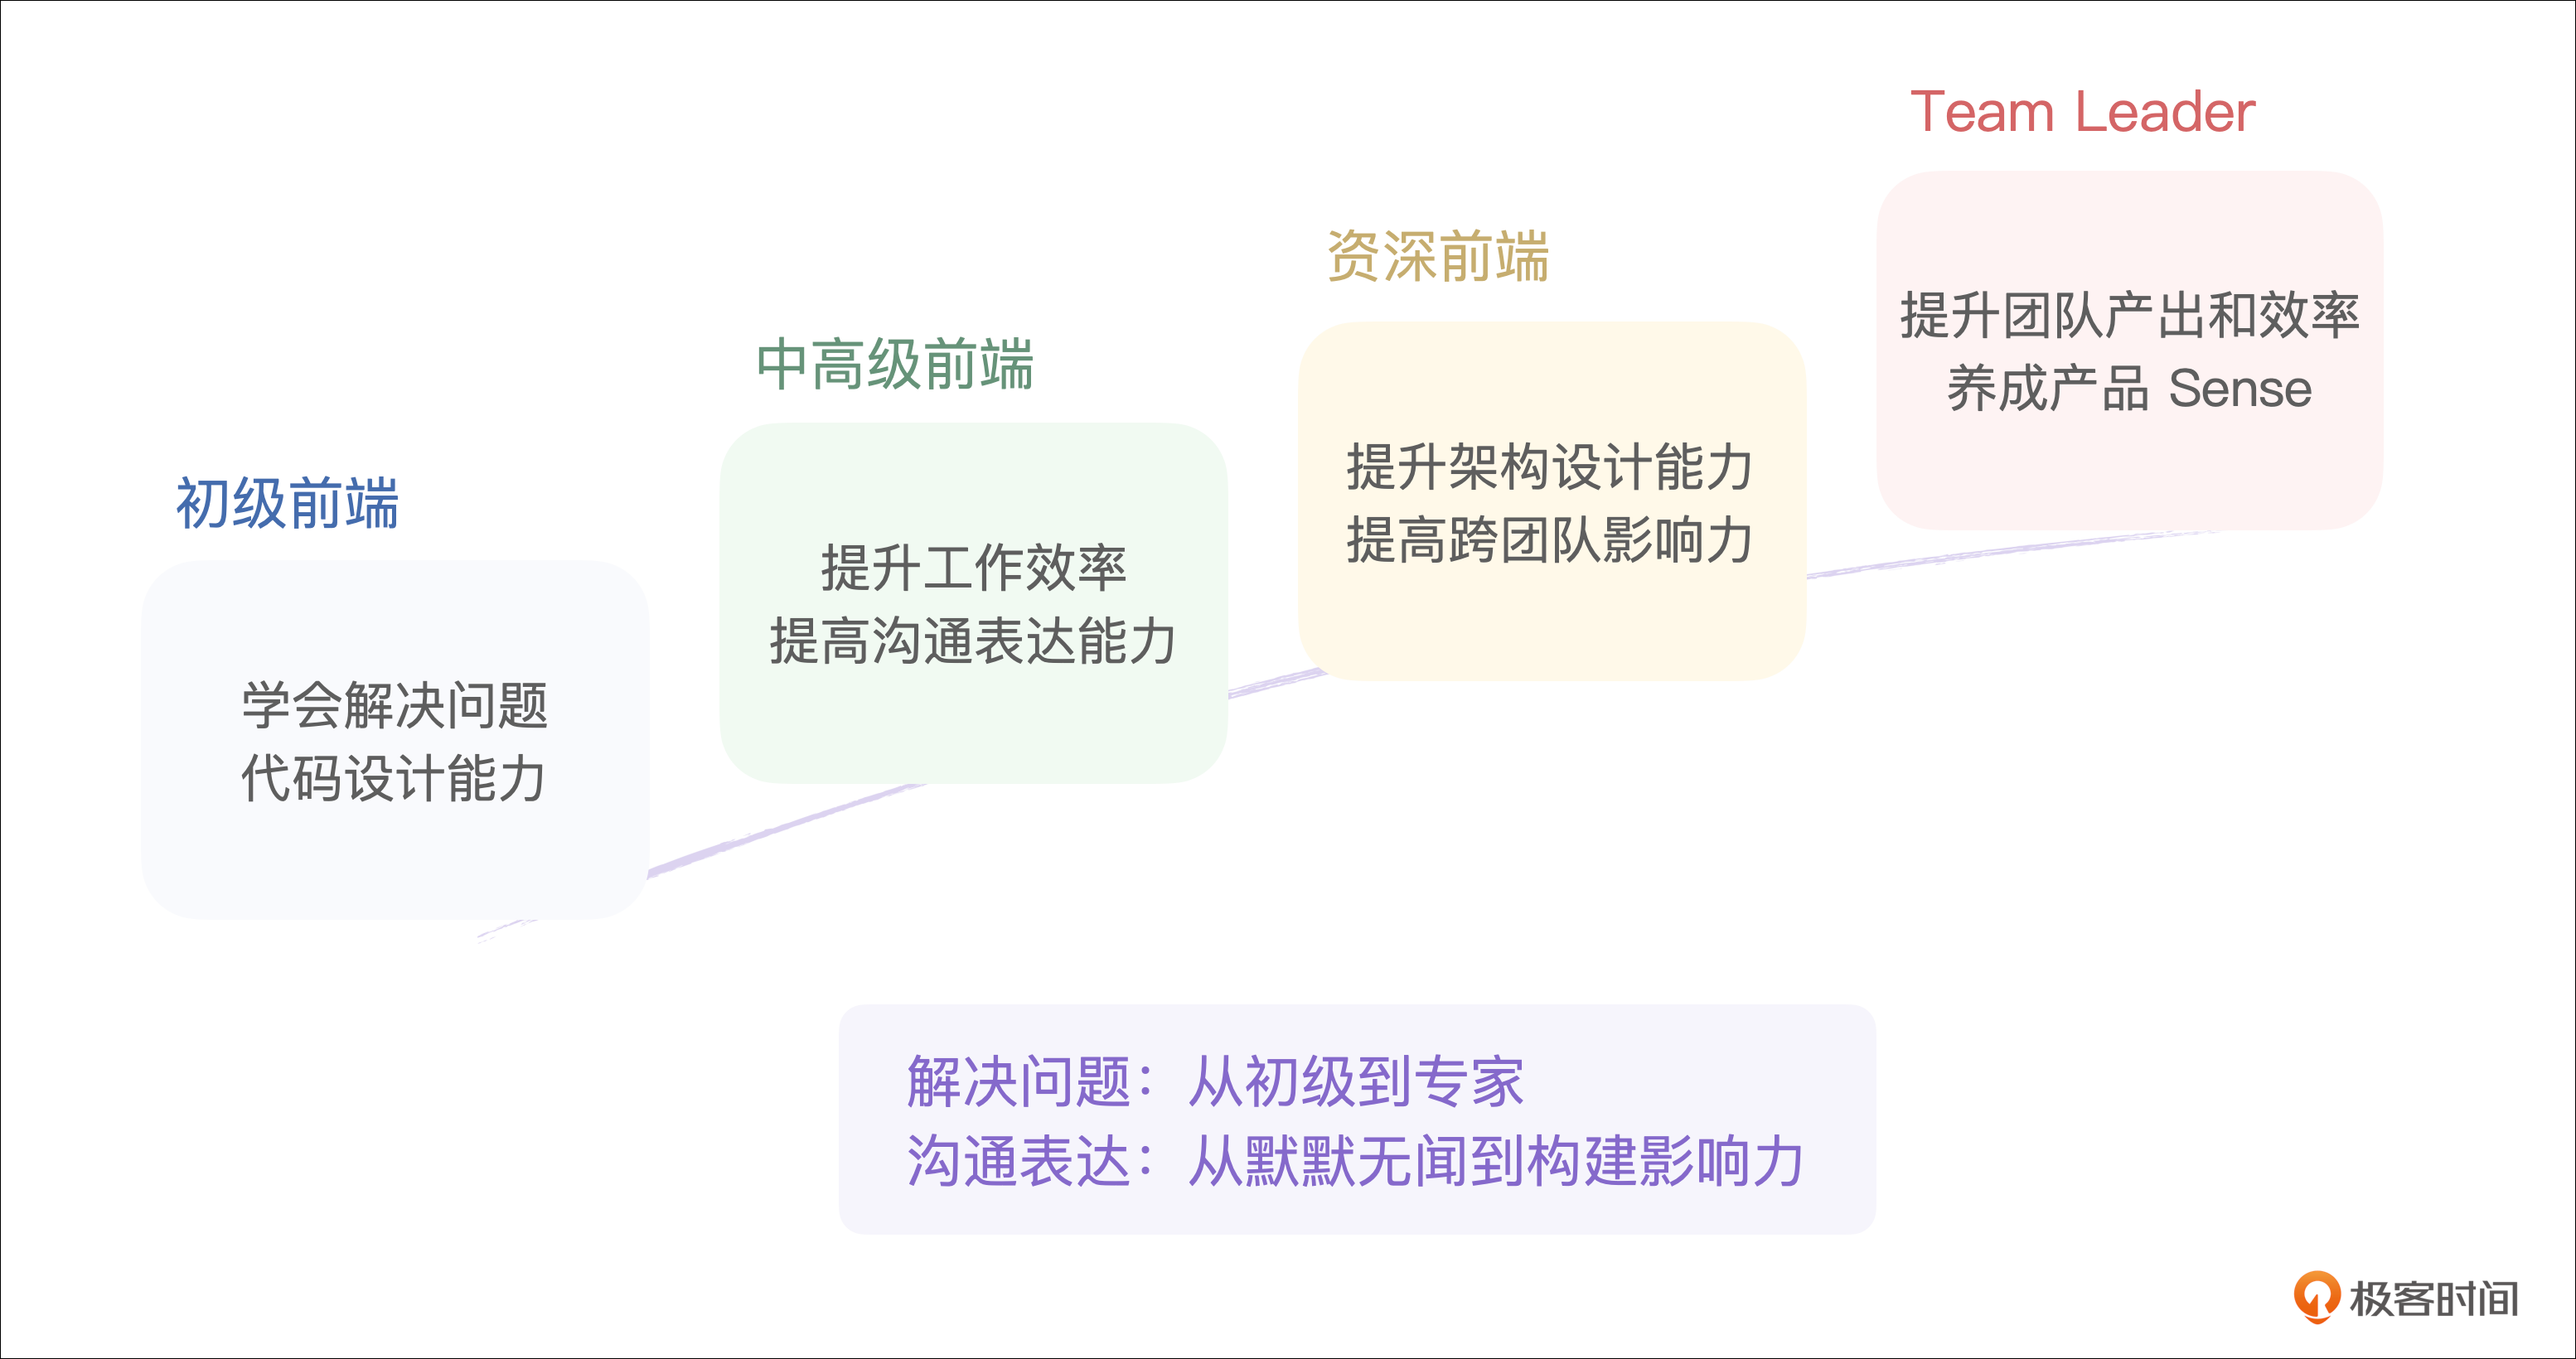 初级前端
学会解决问题
代码设计能力
中高级前端
提升工作效率
提高沟通表达能力
资深前端
提升架构设计能力
提高跨团队影响力
Team Leader
提升团队产出和效率
养成产品 Sense
解决问题：从初级到专家
沟通表达：从默默无闻到构建影响力
极客时间